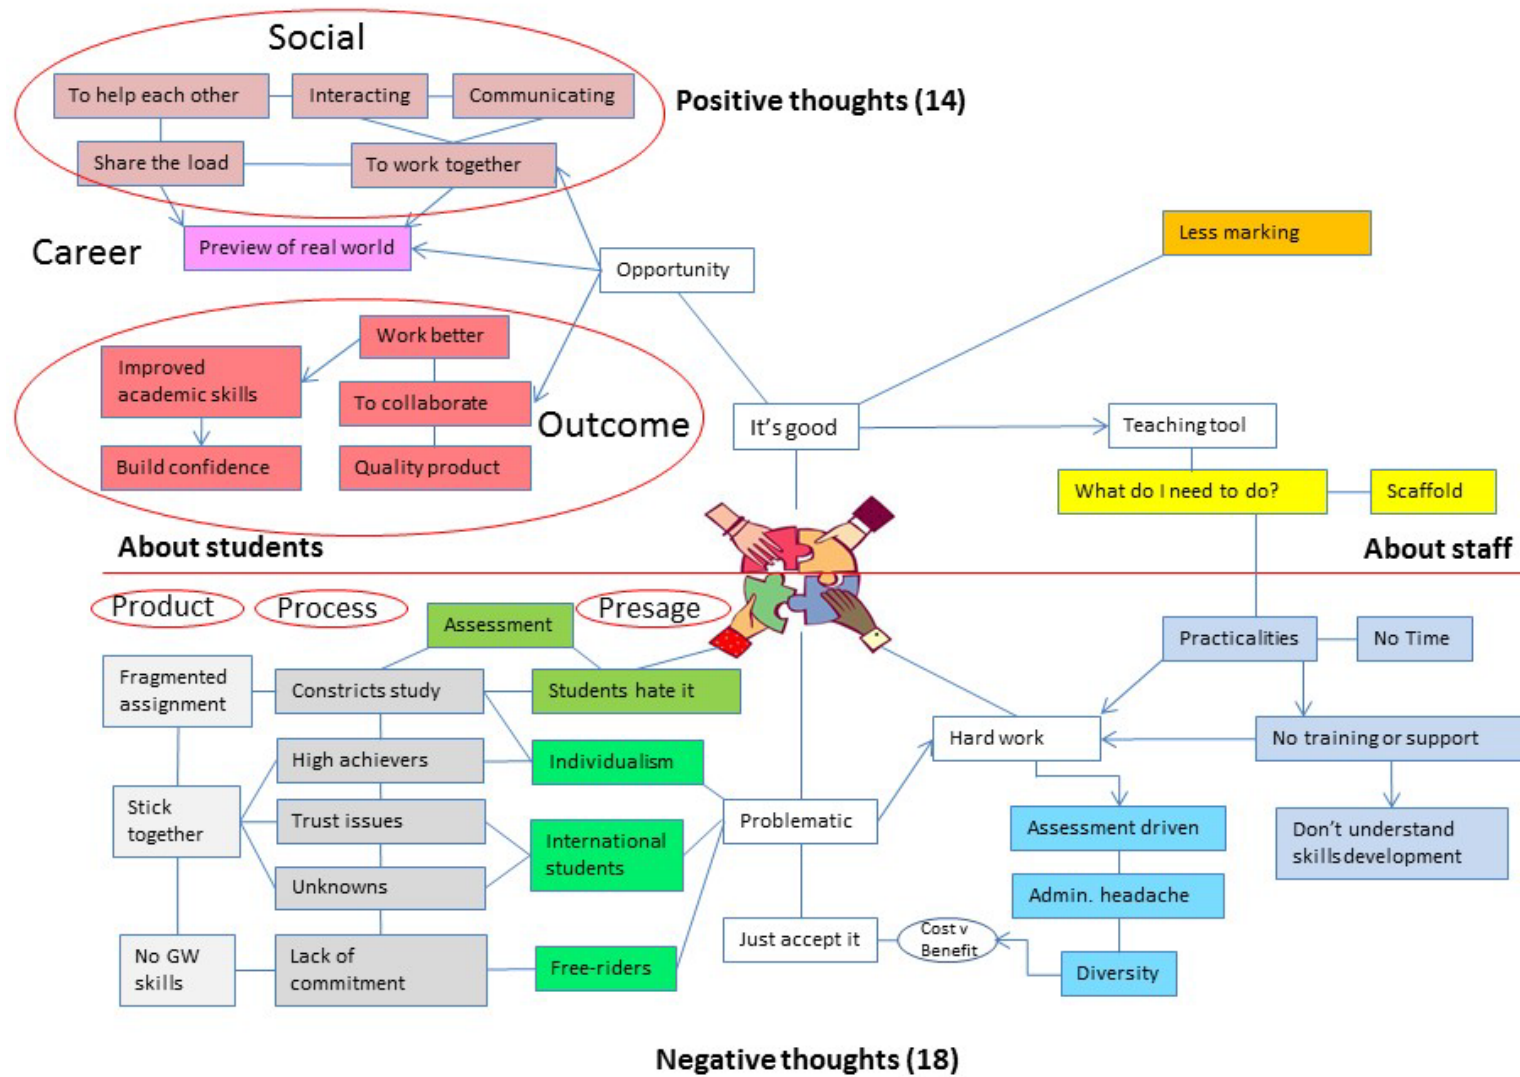 Social
To help each other
Interacting
Communicating
Positive thoughts (14)
Share the load
To work together
Less marking
Career
Preview of real world
Opportunity
Work better
Improved
academic skills
To collaborate
Outcome
It's good
Teaching tool
Build confidence
Quality product
What do I need to do?
Scaffold
About students
About staff
Product
Process
Presage
Assessment
Practicalities
No Time
Fragmented
assignment
Constricts study
Students hate it
Hard work
No training or support
High achievers
Individualism
Stick
together
Trust issues
International
students
Problematic
Assessment driven
Don't understand
skills development
Unknowns
Admin. headache
No GW
skills
Lack of
commitment
Free-riders
Just accept it
Cost v
Benefit
Diversity
Negative thoughts (18)